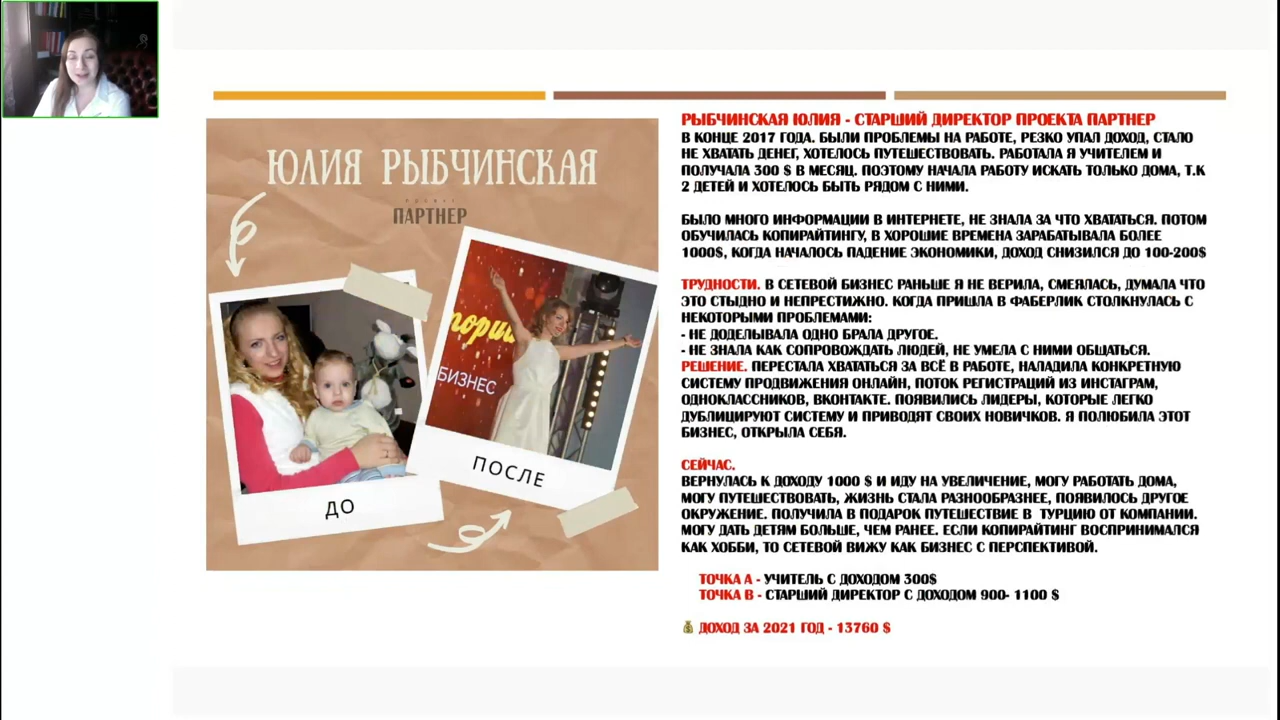 ЮЛИЯ РЫБЧИНСКАЯ
ПРОЕКТ
ПАРТНЕР
БИЗНЕС
ДО
ПОСЛЕ
РЫБЧИНСКАЯ ЮЛИЯ - СТАРШИЙ ДИРЕКТОР ПРОЕКТА ПАРТНЕР
В КОНЦЕ 2017 ГОДА. БЫЛИ ПРОБЛЕМЫ НА РАБОТЕ, РЕЗКО УПАЛ ДОХОД, СТАЛО
НЕ ХВАТАТЬ ДЕНЕГ, ХОТЕЛОСЬ ПУТЕШЕСТВОВАТЬ. РАБОТАЛА Я УЧИТЕЛЕМ И
ПОЛУЧАЛА 300 $ В МЕСЯЦ. ПОЭТОМУ НАЧАЛА РАБОТУ ИСКАТЬ ТОЛЬКО ДОМА, Т.К
2 ДЕТЕЙ И ХОТЕЛОСЬ БЫТЬ РЯДОМ С НИМИ.
БЫЛО МНОГО ИНФОРМАЦИИ В ИНТЕРНЕТЕ, НЕ ЗНАЛА ЗА ЧТО ХВАТАТЬСЯ. ПОТОМ
ОБУЧИЛАСЬ КОПИРАЙТИНГУ, В ХОРОШИЕ ВРЕМЕНА ЗАРАБАТЫВАЛА БОЛЕЕ
1000$, КОГДА НАЧАЛОСЬ ПАДЕНИЕ ЭКОНОМИКИ, ДОХОД СНИЗИЛСЯ ДО 100-200$
ТРУДНОСТИ. В СЕТЕВОЙ БИЗНЕС РАНЬШЕ Я НЕ ВЕРИЛА, СМЕЯЛАСЬ, ДУМАЛА ЧТО
ЭТО СТЫДНО И НЕПРЕСТИЖНО. КОГДА ПРИШЛА В ФАБЕРЛИК СТОЛКНУЛАСЬ С
НЕКОТОРЫМИ ПРОБЛЕМАМИ:
- НЕ ДОДЕЛЫВАЛА ОДНО БРАЛА ДРУГОЕ.
- НЕ ЗНАЛА КАК СОПРОВОЖДАТЬ ЛЮДЕЙ, НЕ УМЕЛА С НИМИ ОБЩАТЬСЯ.
РЕШЕНИЕ. ПЕРЕСТАЛА ХВАТАТЬСЯ ЗА ВСЁ В РАБОТЕ, НАЛАДИЛА КОНКРЕТНУЮ
СИСТЕМУ ПРОДВИЖЕНИЯ ОНЛАЙН, ПОТОК РЕГИСТРАЦИЙ ИЗ ИНСТАГРАМ,
ОДНОКЛАССНИКОВ, ВКОНТАКТЕ. ПОЯВИЛИСЬ ЛИДЕРЫ, КОТОРЫЕ ЛЕГКО
ДУБЛИЦИРУЮТ СИСТЕМУ И ПРИВОДЯТ СВОИХ НОВИЧКОВ. Я ПОЛЮБИЛА ЭТОТ
БИЗНЕС, ОТКРЫЛА СЕБЯ.
СЕЙЧАС.
ВЕРНУЛАСЬ К ДОХОДУ 1000 $ И ИДУ НА УВЕЛИЧЕНИЕ, МОГУ РАБОТАТЬ ДОМА,
МОГУ ПУТЕШЕСТВОВАТЬ, ЖИЗНЬ СТАЛА РАЗНООБРАЗНЕЕ, ПОЯВИЛОСЬ ДРУГОЕ
ОКРУЖЕНИЕ. ПОЛУЧИЛА В ПОДАРОК ПУТЕШЕСТВИЕ В ТУРЦИЮ ОТ КОМПАНИИ.
МОГУ ДАТЬ ДЕТЯМ БОЛЬШЕ, ЧЕМ РАНЕЕ. ЕСЛИ КОПИРАЙТИНГ ВОСПРИНИМАЛСЯ
КАК ХОББИ, ТО СЕТЕВОЙ ВИЖУ КАК БИЗНЕС С ПЕРСПЕКТИВОЙ.
ТОЧКА А - УЧИТЕЛЬ С ДОХОДОМ 300$
ТОЧКА В - СТАРШИЙ ДИРЕКТОР С ДОХОДОМ 900- 1100 $
ДОХОД ЗА 2021 ГОД - 13760 $